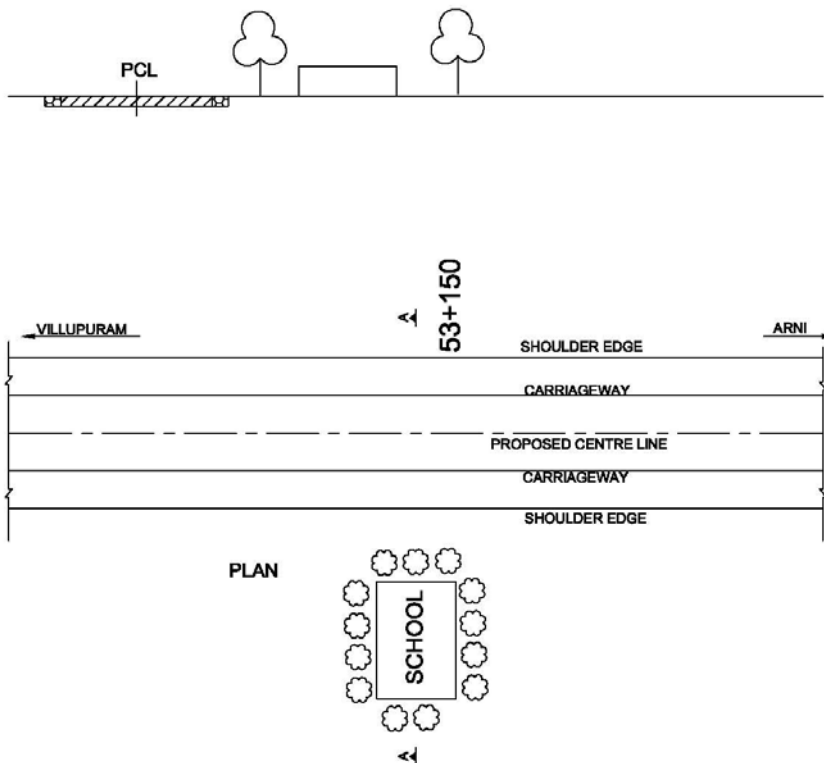 PCL
A
53+150
VILLUPURAM
ARNI
SHOULDER EDGE
CARRIAGEWAY
PROPOSED CENTRE LINE
CARRIAGEWAY
SHOULDER EDGE
PLAN
SCHOOL
A